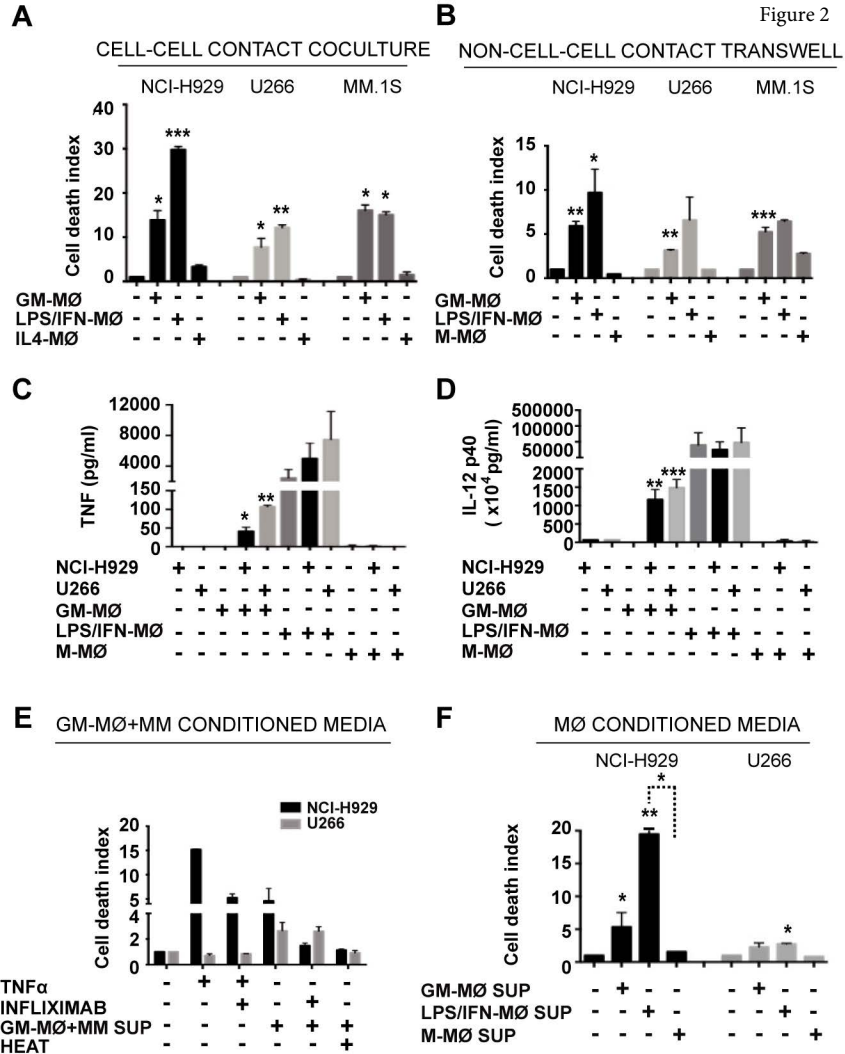 Figure 2
A
CELL-CELL CONTACT COCULTURE
NCI-H929 U266 MM.1S
Cell death index
40
30
20
10
0
* *** * ** * *
GM-MØ - + - - - + - - - + - -
LPS/IFN-MØ - - + - - - + - - - + -
IL4-MØ - - - + - - - + - - - +
B
NON-CELL-CELL CONTACT TRANSWELL
NCI-H929 U266 MM.1S
Cell death index
15
10
5
0
** * ** ***
GM-MØ - + - - - + - - - + - -
LPS/IFN-MØ - - + - - - + - - - + -
M-MØ - - - + - - - + - - - +
C
TNF (pg/ml)
12000
8000
4000
150
100
50
0
* **
NCI-H929 + - - + - - + - - + -
U266 - + - - + - - + - - +
GM-MØ - - + + + - - - - - -
LPS/IFN-MØ - - - - - + + + - - -
M-MØ - - - - - - - - + + +
D
IL-12 p40
( x10⁴ pg/ml)
500000
100000
50000
2000
1500
1000
500
0
** ***
NCI-H929 + - - + - - + - - + -
U266 - + - - + - - + - - +
GM-MØ - - + + + - - - - - -
LPS/IFN-MØ - - - - - + + + - - -
M-MØ - - - - - - - - + + +
E
GM-MØ+MM CONDITIONED MEDIA
NCI-H929
U266
Cell death index
20
15
10
5
4
2
0
TNFα - + + - - -
INFLIXIMAB - - + - + -
GM-MØ+MM SUP - - - + + +
HEAT - - - - - +
F
MØ CONDITIONED MEDIA
NCI-H929 U266
Cell death index
20
15
10
5
0
* ** * *
GM-MØ SUP - + - - - + - -
LPS/IFN-MØ SUP - - + - - - + -
M-MØ SUP - - - + - - - +